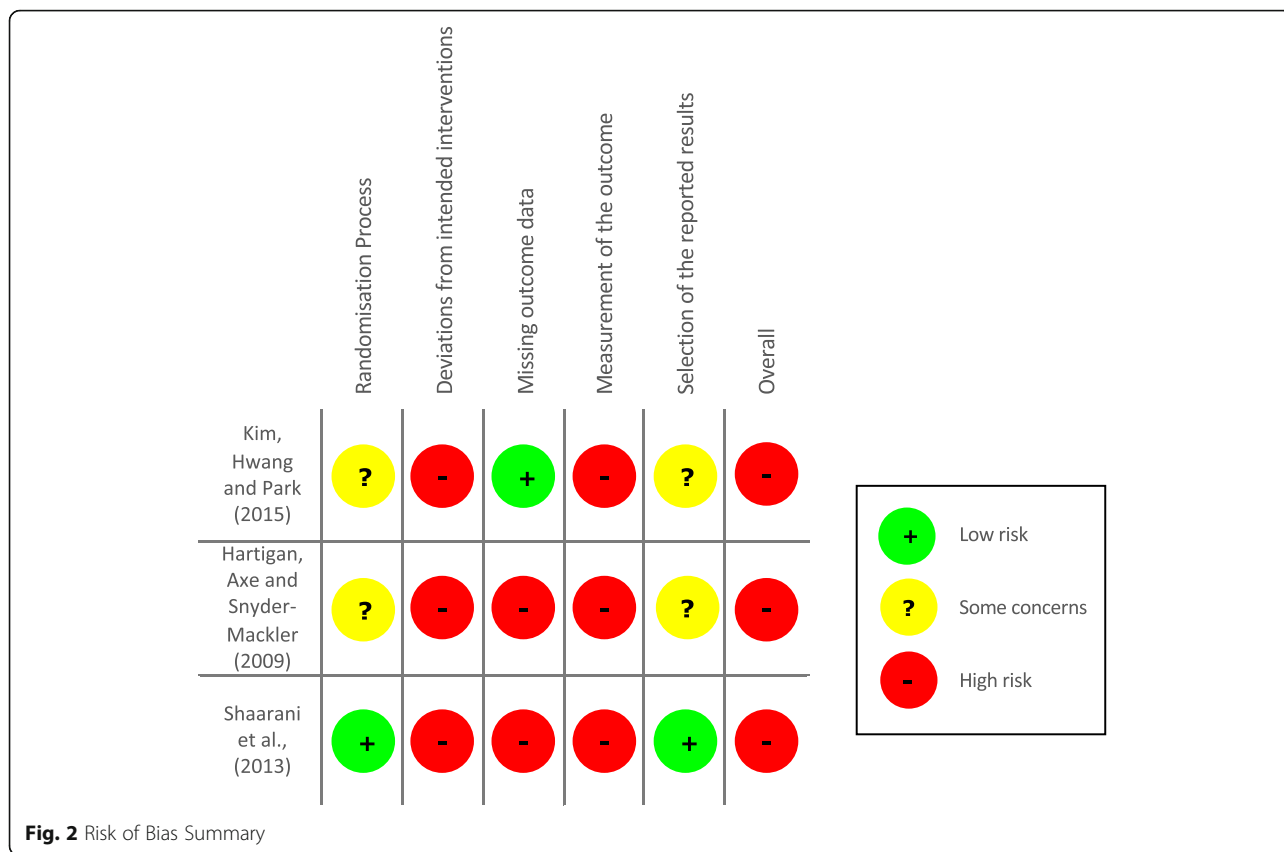 Randomisation Process
Deviations from intended interventions
Missing outcome data
Measurement of the outcome
Selection of the reported results
Overall
Kim,
Hwang
and Park
(2015)
? - + - ? -
Hartigan,
Axe and
Snyder-
Mackler
(2009)
? - - - ? -
Shaarani
et al.,
(2013)
+ - - - + -
+ Low risk
? Some concerns
- High risk
Fig. 2 Risk of Bias Summary